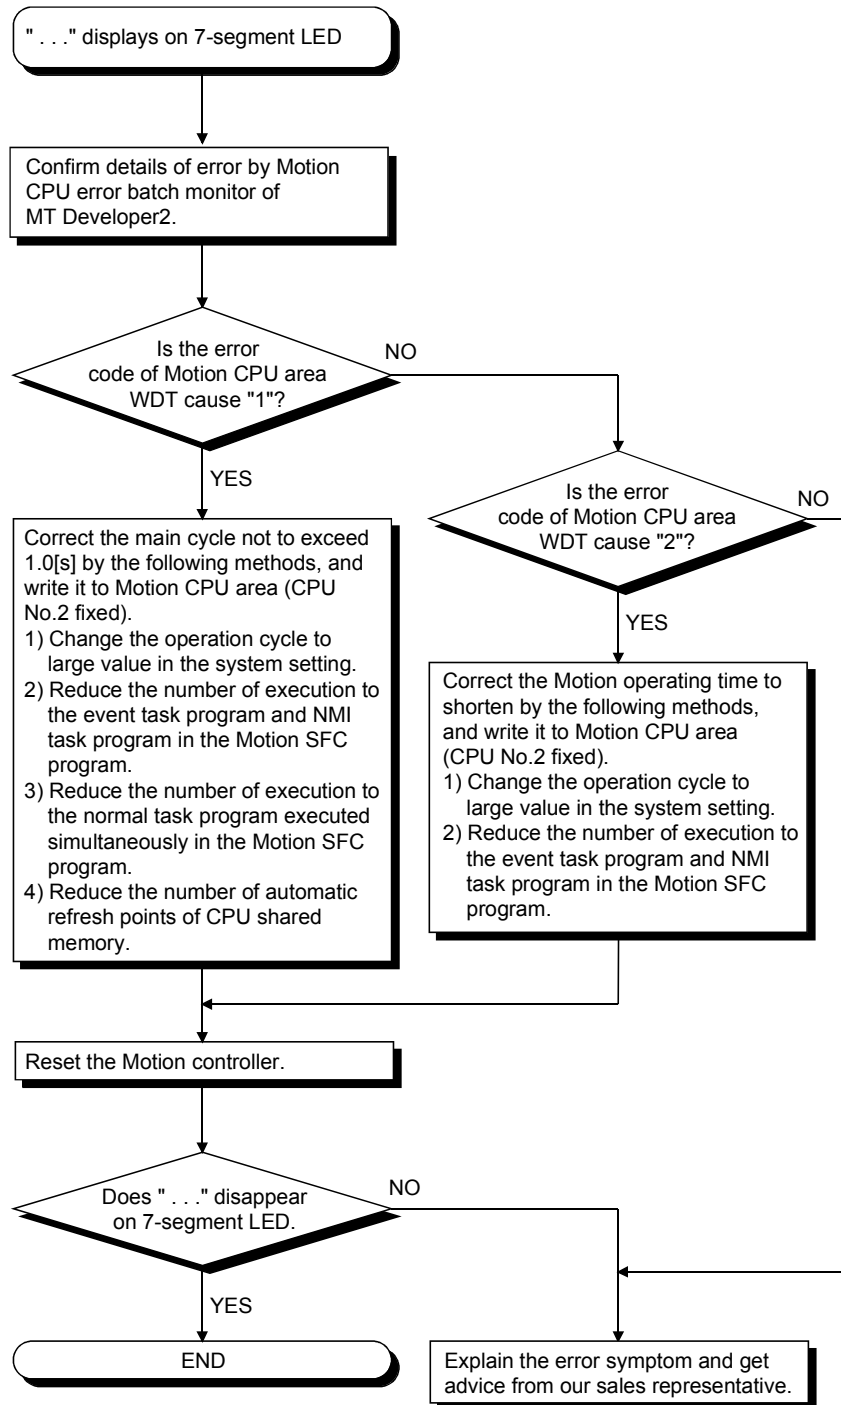 " . . ." displays on 7-segment LED
Confirm details of error by Motion
CPU error batch monitor of
MT Developer2.
Is the error
code of Motion CPU area
WDT cause "1"?
NO
YES
Correct the main cycle not to exceed
1.0[s] by the following methods, and
write it to Motion CPU area (CPU
No.2 fixed).
1) Change the operation cycle to
large value in the system setting.
2) Reduce the number of execution to
the event task program and NMI
task program in the Motion SFC
program.
3) Reduce the number of execution to
the normal task program executed
simultaneously in the Motion SFC
program.
4) Reduce the number of automatic
refresh points of CPU shared
memory.
Is the error
code of Motion CPU area
WDT cause "2"?
NO
YES
Correct the Motion operating time to
shorten by the following methods,
and write it to Motion CPU area
(CPU No.2 fixed).
1) Change the operation cycle to
large value in the system setting.
2) Reduce the number of execution to
the event task program and NMI
task program in the Motion SFC
program.
Reset the Motion controller.
Does " . . ." disappear
on 7-segment LED.
NO
YES
END
Explain the error symptom and get
advice from our sales representative.